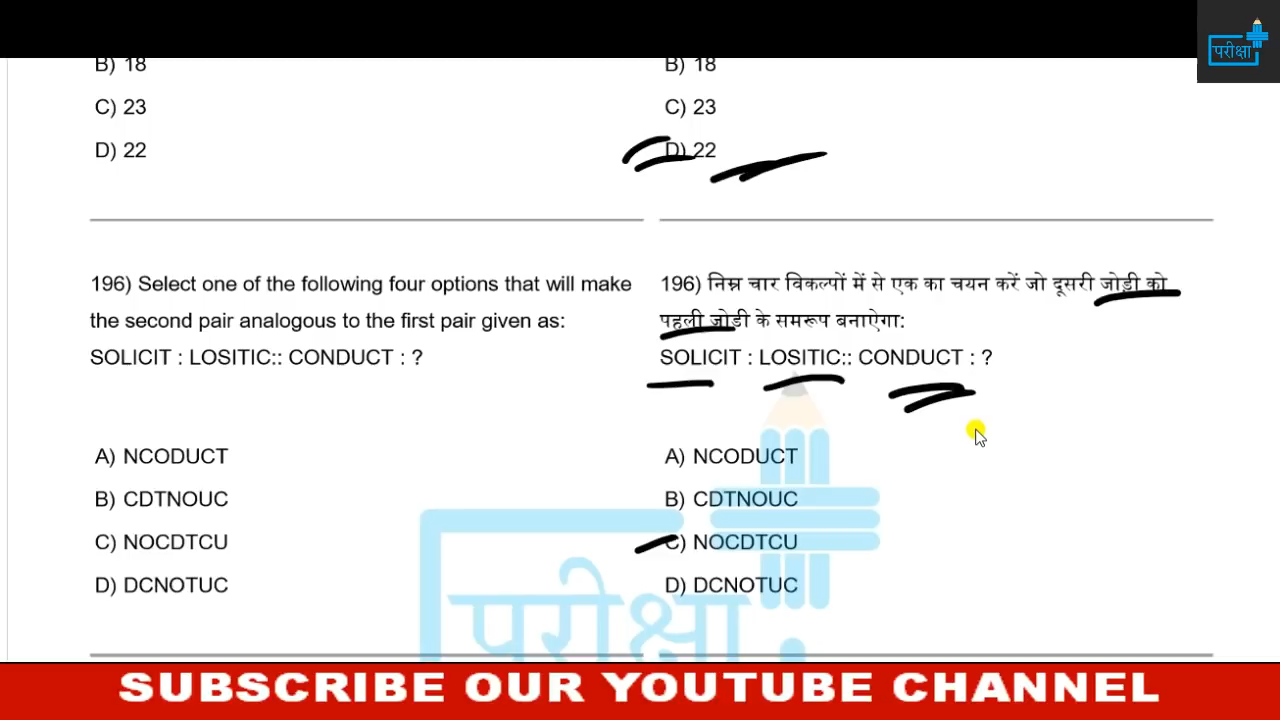 परीक्षा
B) 18
C) 23
D) 22
196) Select one of the following four options that will make
the second pair analogous to the first pair given as:
SOLICIT : LOSITIC:: CONDUCT : ?
A) NCODUCT
B) CDTNOUC
C) NOCDTCU
D) DCNOTUC
B) 18
C) 23
D) 22
196) निम्न चार विकल्पों में से एक का चयन करें जो दूसरी जोड़ी को
पहली जोडी के समरूप बनाऐगा:
SOLICIT : LOSITIC:: CONDUCT : ?
A) NCODUCT
B) CDTNOUC
C) NOCDTCU
D) DCNOTUC
परीक्षा
SUBSCRIBE OUR YOUTUBE CHANNEL